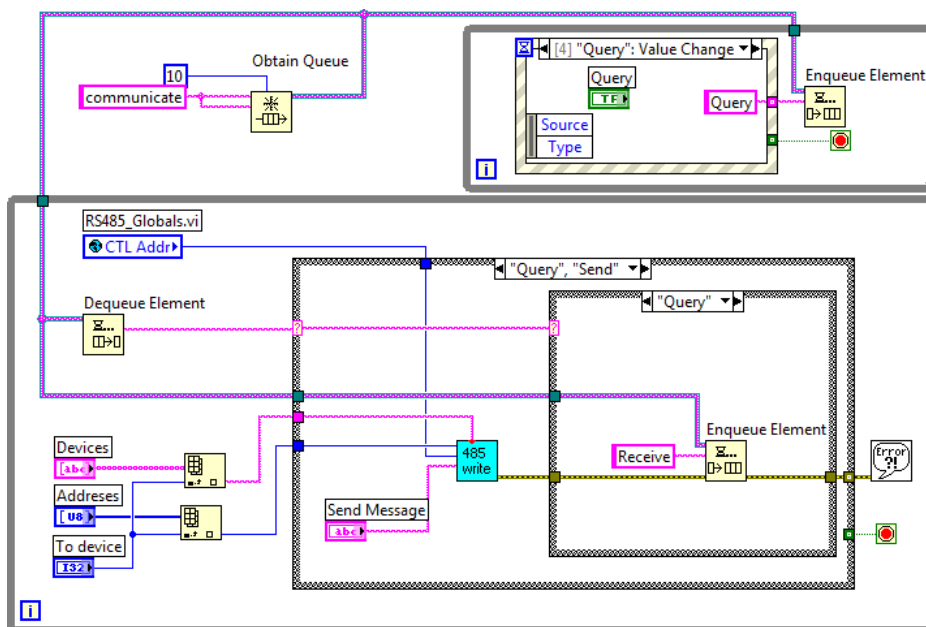 Obtain Queue
10
communicate
[4] "Query": Value Change
Query
TF
Source
Type
i
Query
Enqueue Element
RS485_Globals.vi
CTL Addr
"Query", "Send"
Dequeue Element
?
"Query"
?
Devices
abc
Addreses
U8
To device
I32
485
write
Send Message
abc
Enqueue Element
Receive
Error
?!
i